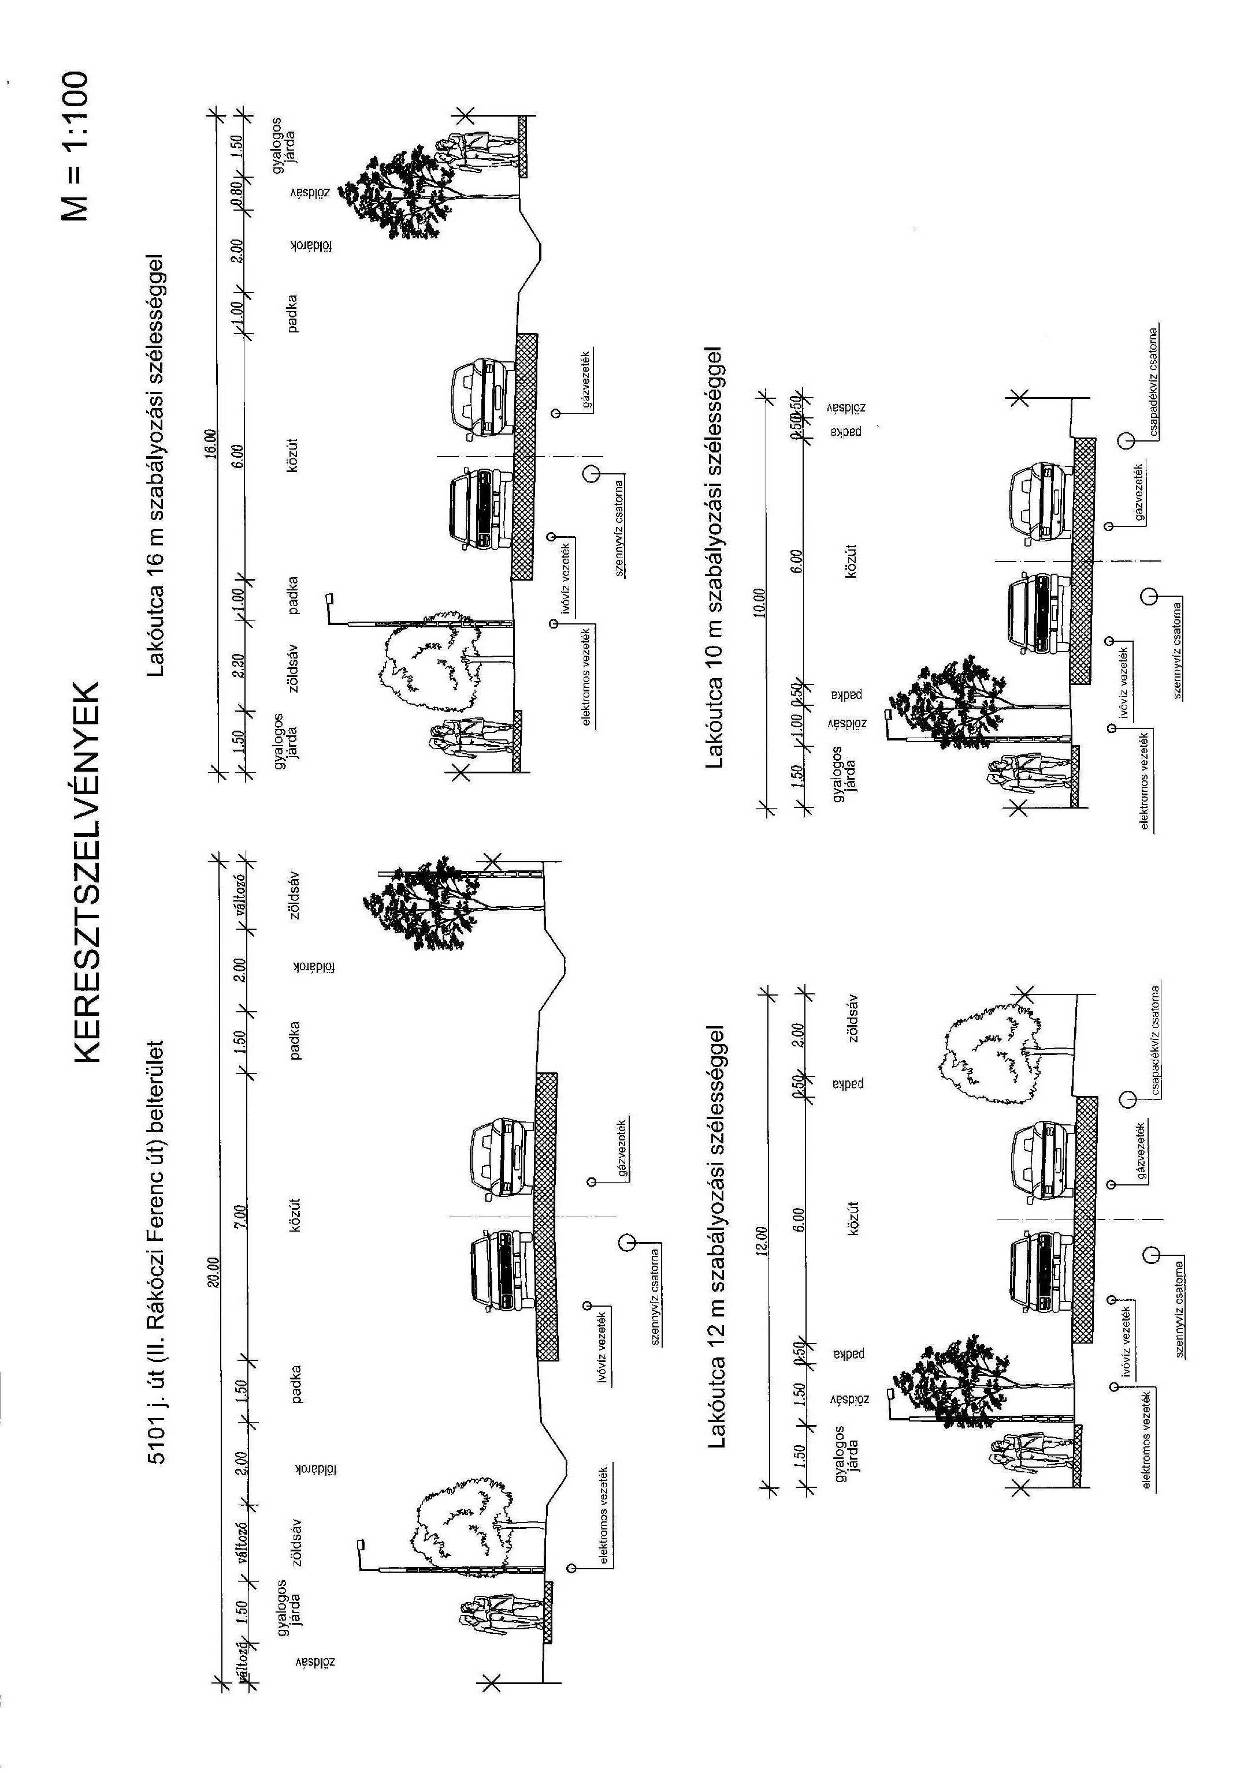 KERESZTSZELVÉNYEK
M = 1:100
5101 j. út (II. Rákóczi Ferenc út) belterület
20.00
változó 1.50 változó 2.00 1.50 7.00 1.50 2.00 változó
zöldsáv
gyalogos
járda
zöldsáv
földárok
padka
közút
padka
földárok
zöldsáv
elektromos vezeték
ivóvíz vezeték
szennyvíz csatorna
gázvezeték
Lakóutca 16 m szabályozási szélességgel
16.00
1.50 2.20 1.00 6.00 1.00 2.00 0.80 1.50
gyalogos
járda
zöldsáv
padka
közút
padka
földárok
zöldsáv
gyalogos
járda
elektromos vezeték
ivóvíz vezeték
szennyvíz csatorna
gázvezeték
Lakóutca 12 m szabályozási szélességgel
12.00
1.50 1.50 0.50 6.00 0.50 2.00
gyalogos
járda
zöldsáv
padka
közút
padka
zöldsáv
elektromos vezeték
ivóvíz vezeték
szennyvíz csatorna
gázvezeték
csapadékvíz csatorna
Lakóutca 10 m szabályozási szélességgel
10.00
1.50 1.00 0.50 6.00 0.50 0.50
gyalogos
járda
zöldsáv
padka
közút
padka
zöldsáv
elektromos vezeték
ivóvíz vezeték
szennyvíz csatorna
gázvezeték
csapadékvíz csatorna